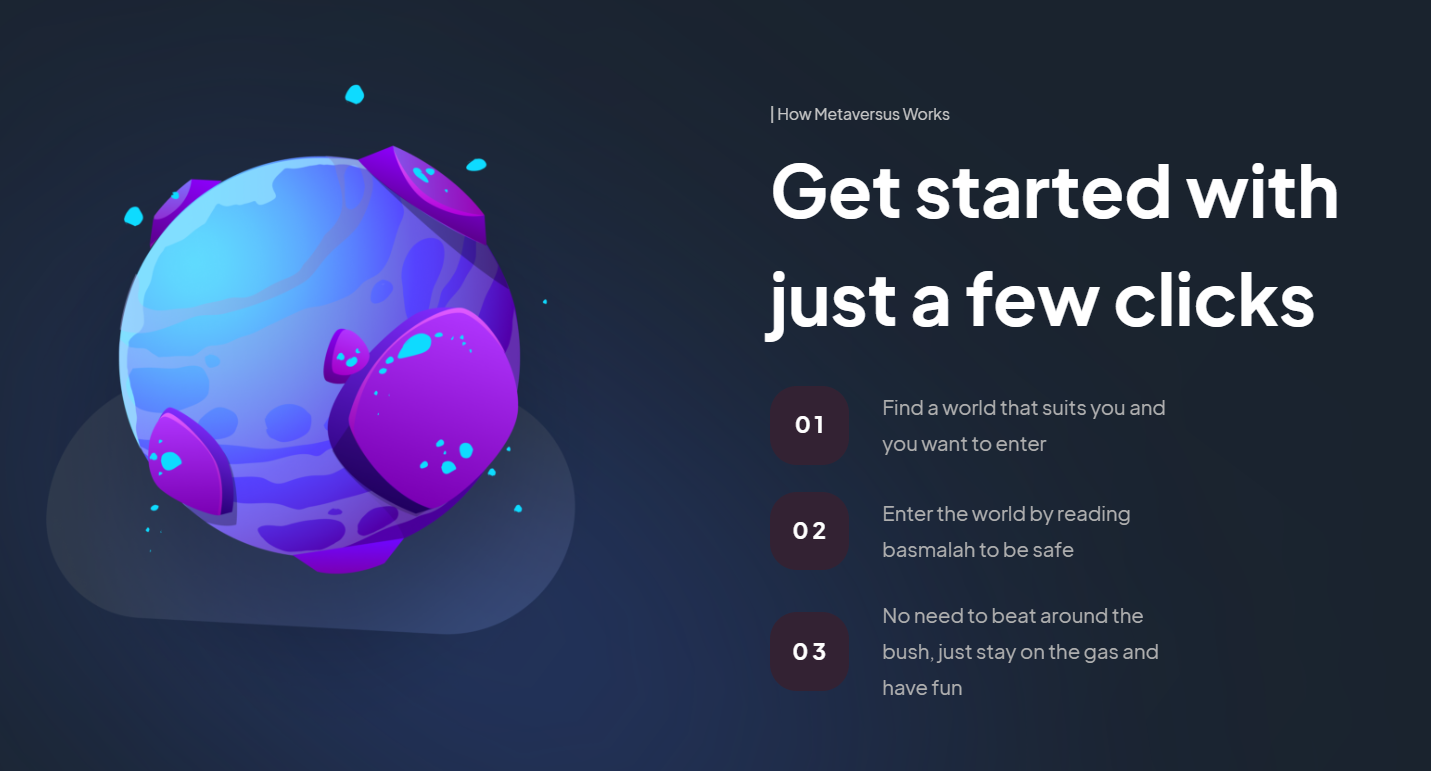 | How Metaversus Works
Get started with
just a few clicks
01
Find a world that suits you and
you want to enter
02
Enter the world by reading
basmalah to be safe
03
No need to beat around the
bush, just stay on the gas and
have fun